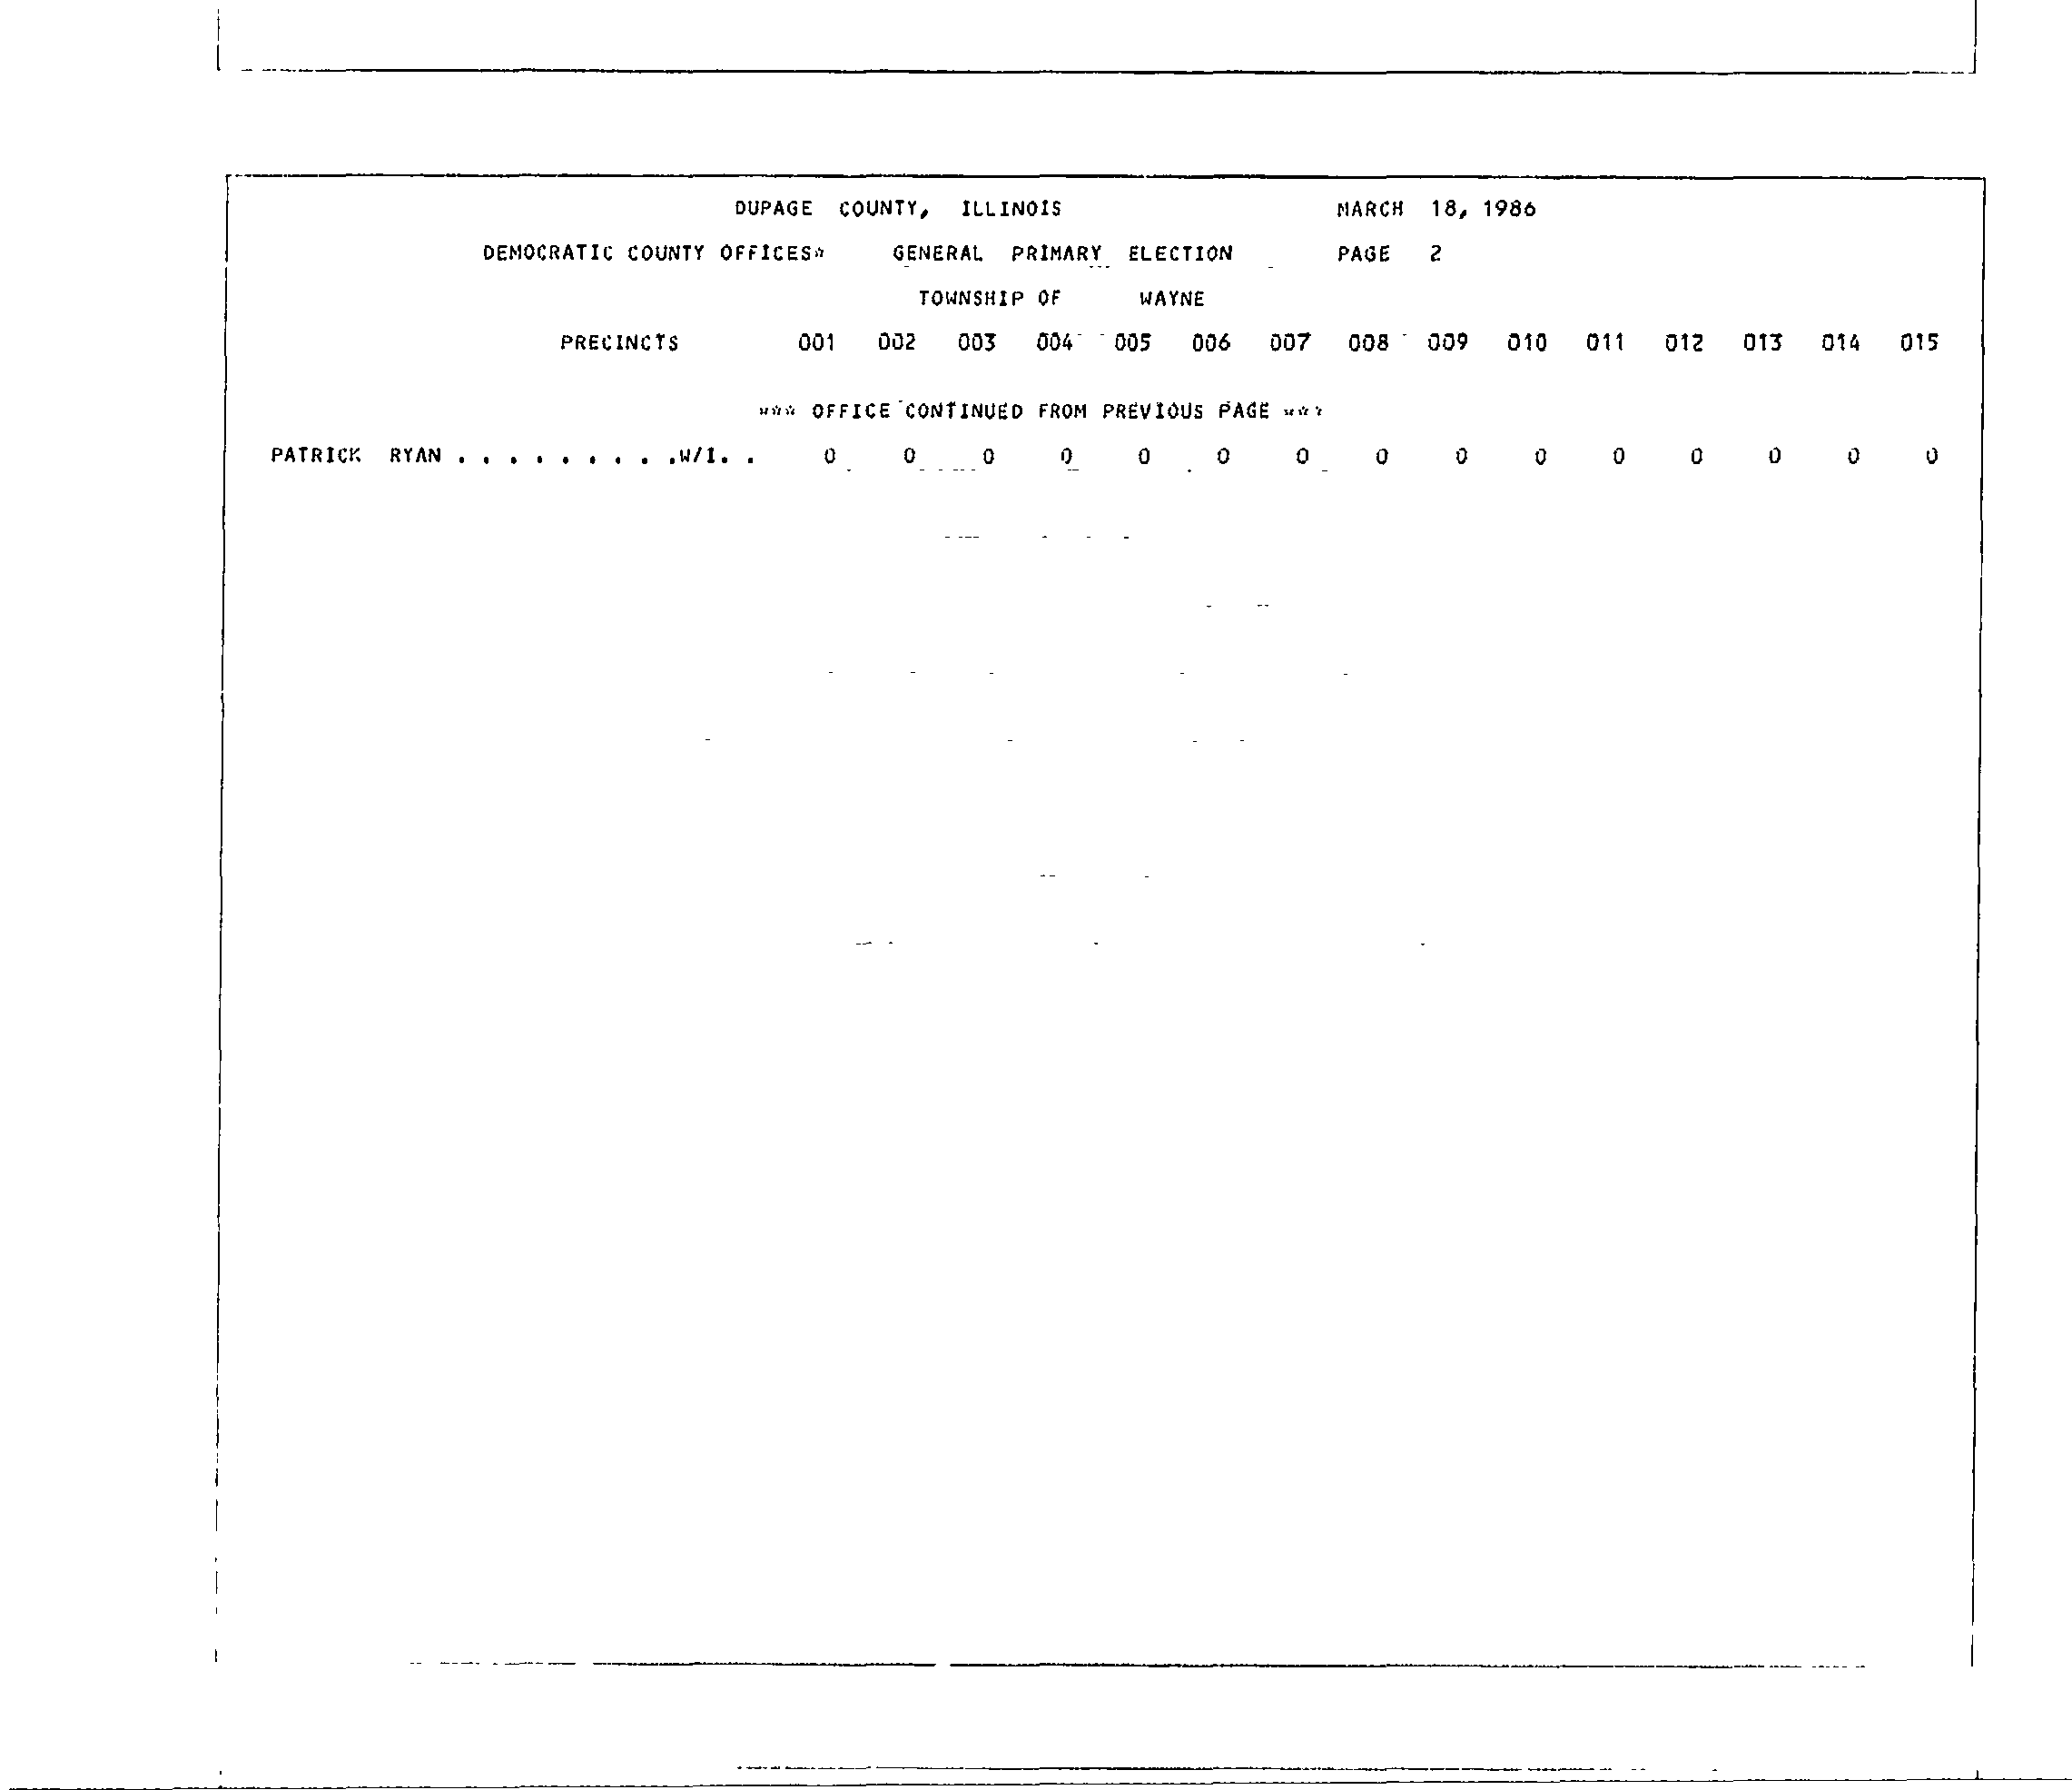 DUPAGE COUNTY, ILLINOIS MARCH 18, 1986
DEMOCRATIC COUNTY OFFICES* GENERAL PRIMARY ELECTION PAGE 2
TOWNSHIP OF WAYNE
PRECINCTS 001 002 003 004 005 006 007 008 009 010 011 012 013 014 015
*** OFFICE CONTINUED FROM PREVIOUS PAGE ***
PATRICK RYAN . . . . . . . . .W/I. . 0 0 0 0 0 0 0 0 0 0 0 0 0 0 0